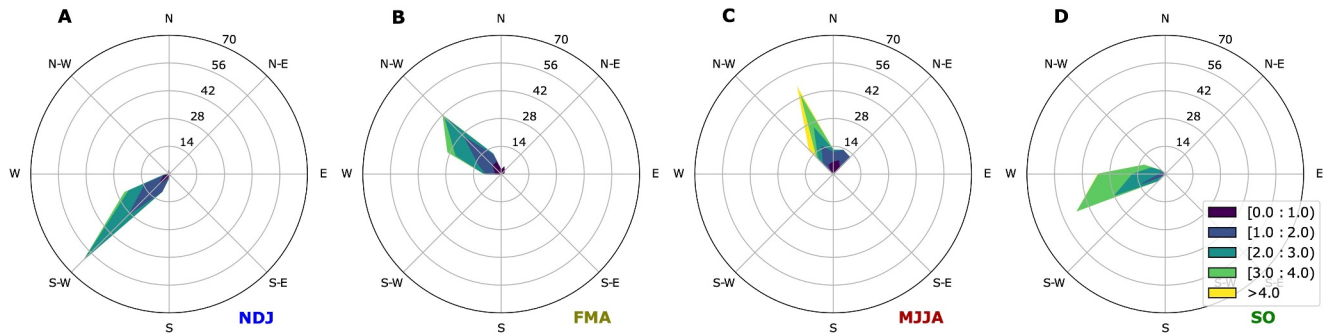 A
N
70
N-W
N-E
56
42
28
14
W
E
S-W
S-E
S
NDJ
B
N
70
N-W
N-E
56
42
28
14
W
E
S-W
S-E
S
FMA
C
N
70
N-W
N-E
56
42
28
14
W
E
S-W
S-E
S
MJJA
D
N
70
N-W
N-E
56
42
28
14
W
E
S-W
S-E
S
SO
[0.0 : 1.0)
[1.0 : 2.0)
[2.0 : 3.0)
[3.0 : 4.0)
>4.0